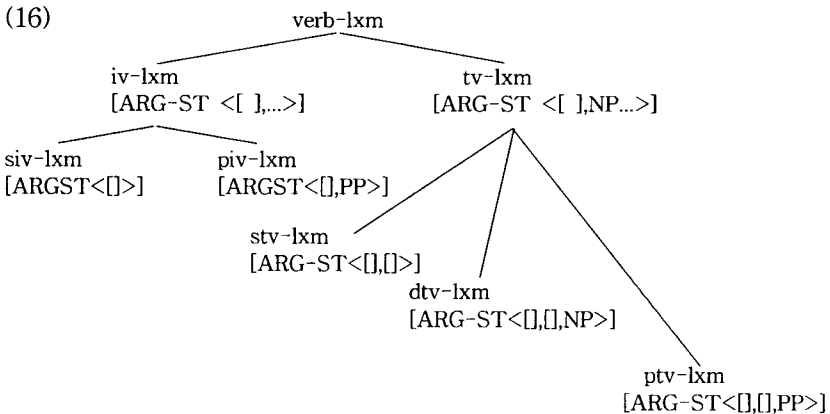 (16)
verb-lxm
iv-lxm
[ARG-ST <[ ],...>]
tv-lxm
[ARG-ST <[ ],NP...>]
siv-lxm
[ARGST<[]>]
piv-lxm
[ARGST<[],PP>]
stv-lxm
[ARG-ST<[],[]>]
dtv-lxm
[ARG-ST<[],[],NP>]
ptv-lxm
[ARG-ST<[],[],PP>]